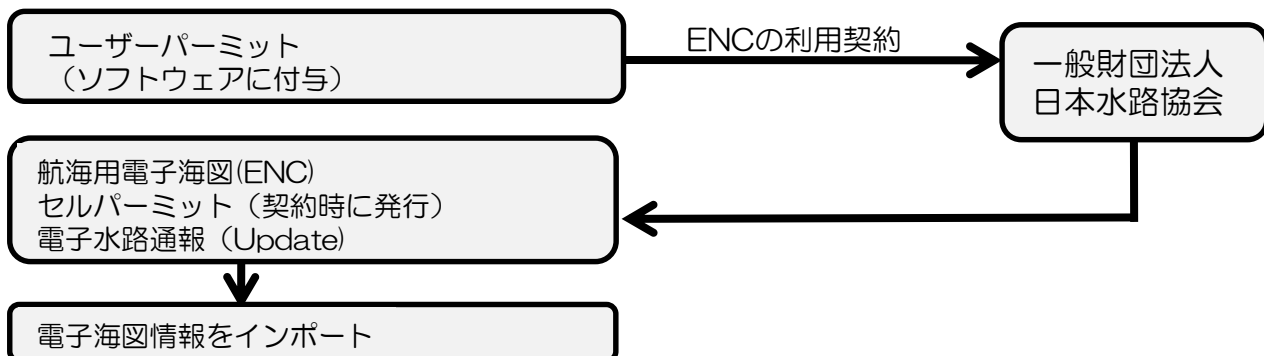 ユーザーパーミット
（ソフトウェアに付与）
ENCの利用契約
一般財団法人
日本水路協会
航海用電子海図(ENC)
セルパーミット（契約時に発行）
電子水路通報（Update)
電子海図情報をインポート